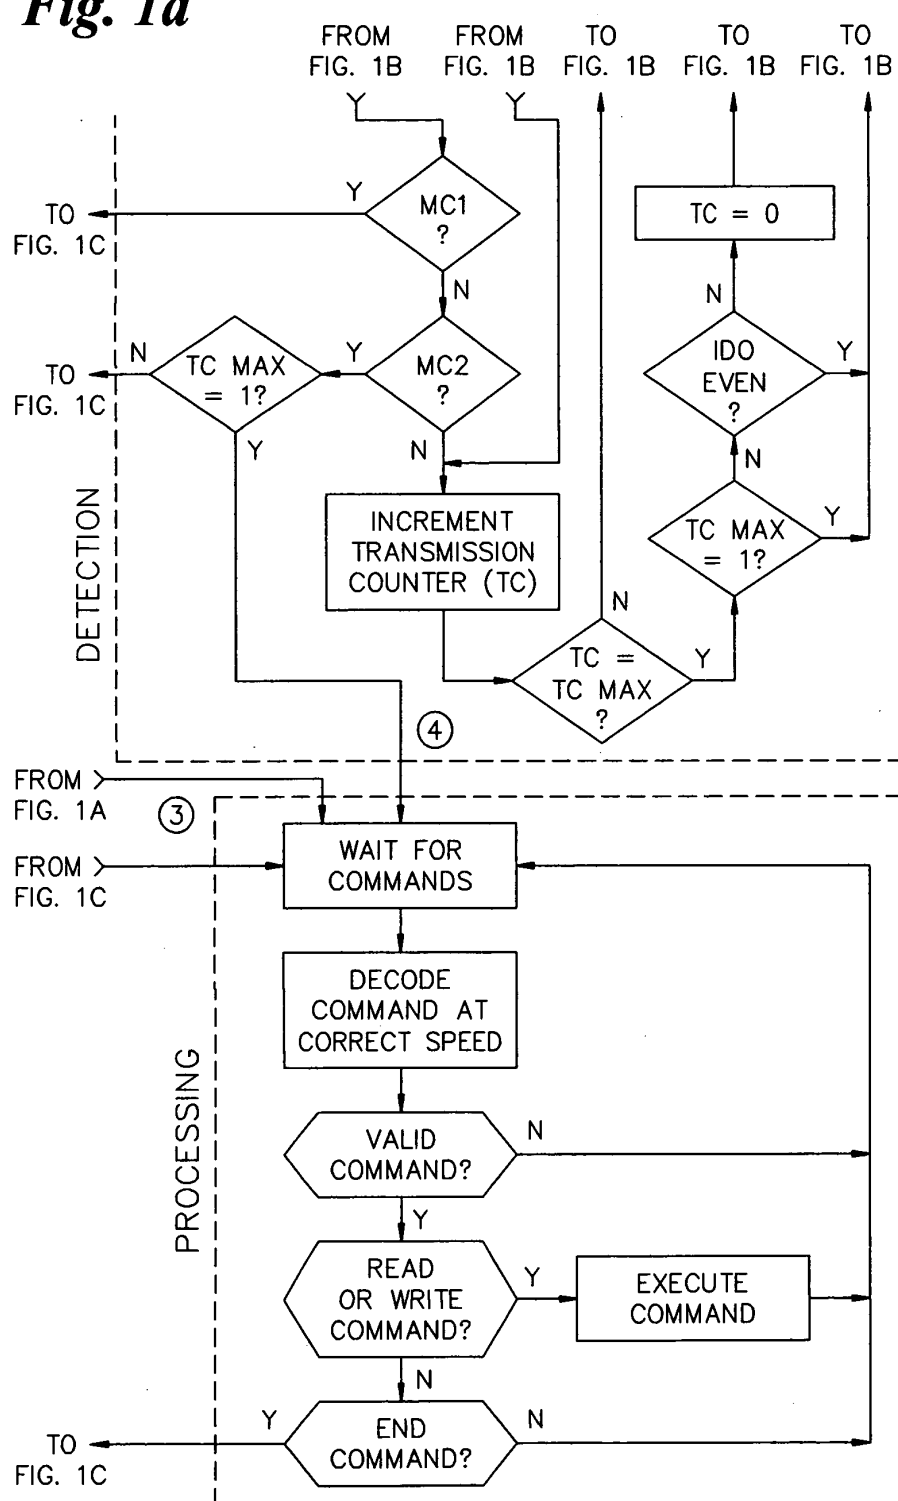 Fig. 1a
FROM
FIG. 1B
FROM
FIG. 1B
TO
FIG. 1B
TO
FIG. 1B
TO
FIG. 1B
Y
Y
Y
MC1
?
TO
FIG. 1C
TC = 0
N
N
N
TC MAX
= 1?
Y
MC2
?
IDO
EVEN
?
Y
TO
FIG. 1C
Y
N
N
DETECTION
INCREMENT
TRANSMISSION
COUNTER (TC)
TC MAX
= 1?
Y
N
TC =
TC MAX
?
Y
4
FROM
FIG. 1A
3
WAIT FOR
COMMANDS
FROM
FIG. 1C
DECODE
COMMAND AT
CORRECT SPEED
PROCESSING
VALID
COMMAND?
N
Y
READ
OR WRITE
COMMAND?
Y
EXECUTE
COMMAND
N
Y
END
COMMAND?
N
TO
FIG. 1C